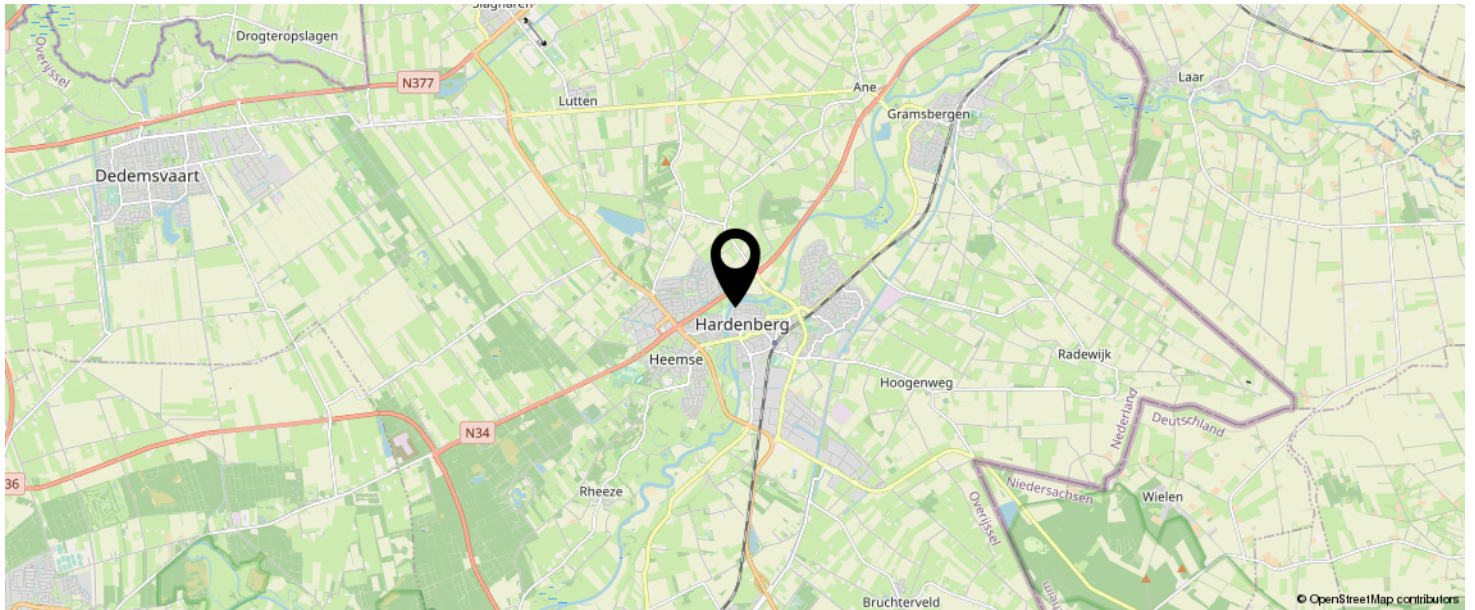 Slagharen
Drogteropslagen
Overijssel
N377
Lutten
Ane
Laar
Gramsbergen
Dedemsvaart
Hardenberg
Heemse
Radewijk
Hoogenweg
Nederland
Deutschland
N34
36
Rheeze
Niedersachsen
Overijssel
Wielen
Bruchterveld
© OpenStreetMap contributors